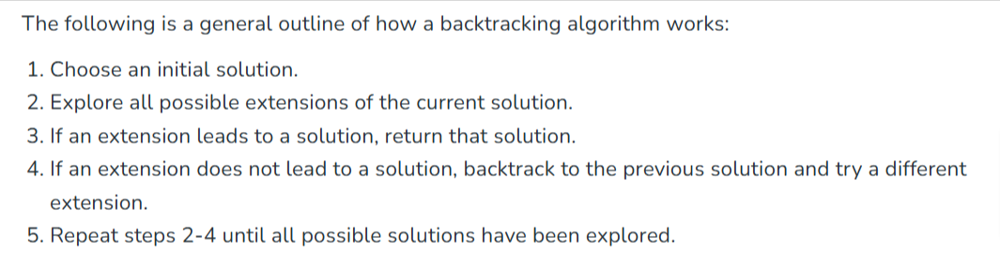 The following is a general outline of how a backtracking algorithm works:
1. Choose an initial solution.
2. Explore all possible extensions of the current solution.
3. If an extension leads to a solution, return that solution.
4. If an extension does not lead to a solution, backtrack to the previous solution and try a different
extension.
5. Repeat steps 2-4 until all possible solutions have been explored.